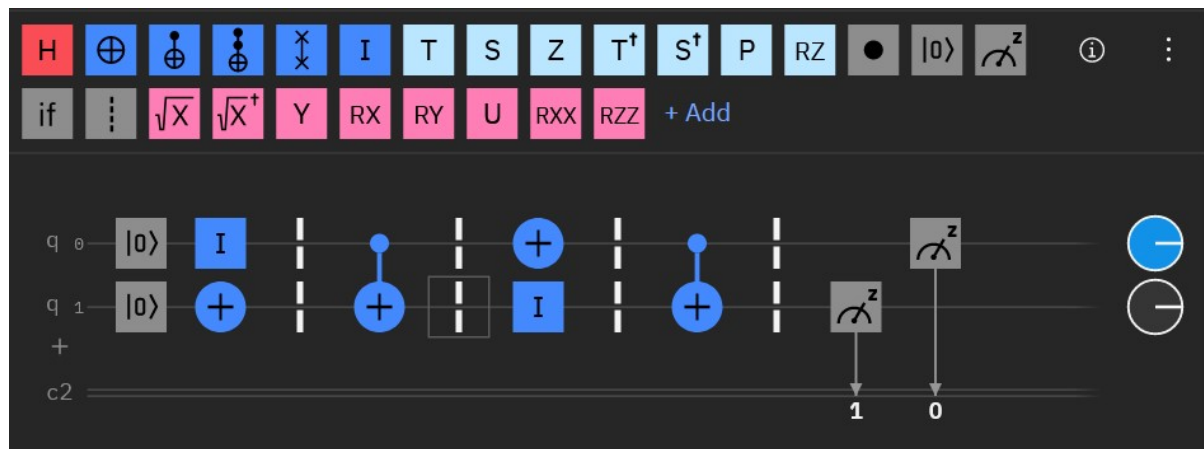 H I T S Z T† S† P RZ |0⟩ z
if √X √X† Y RX RY U RXX RZZ + Add
q 0 |0⟩ I z
q 1 |0⟩ I z
+
c2
1 0